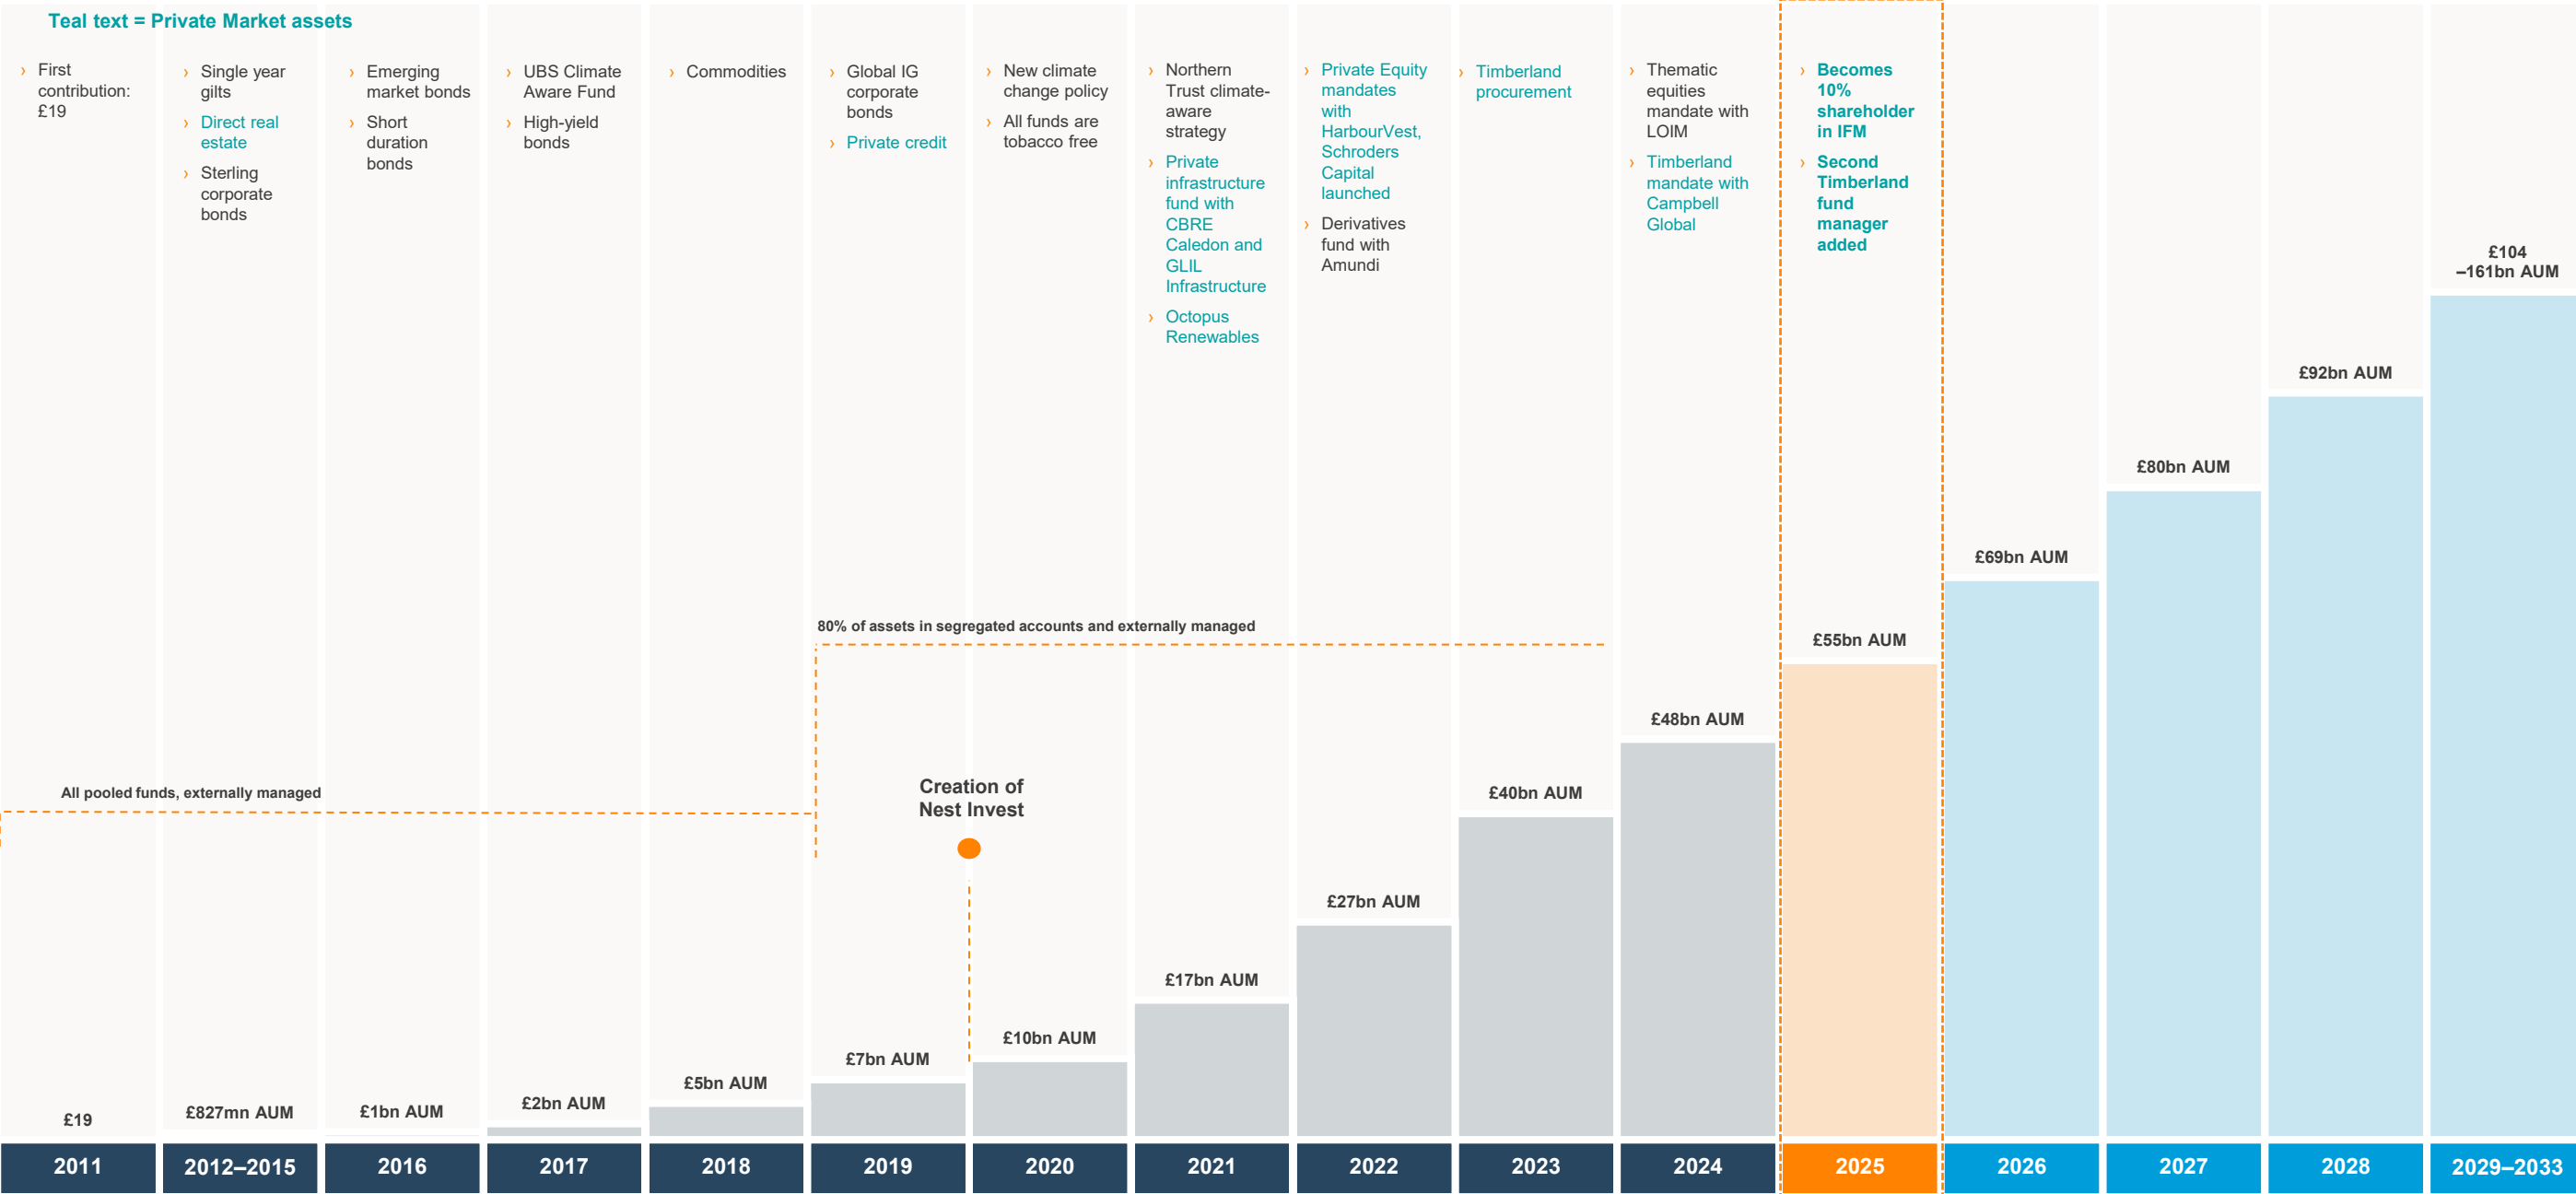 Teal text = Private Market assets
First
contribution:
£19
Single year
gilts
Direct real
estate
Sterling
corporate
bonds
Emerging
market bonds
Short
duration
bonds
UBS Climate
Aware Fund
High-yield
bonds
Commodities
Global IG
corporate
bonds
Private credit
New climate
change policy
All funds are
tobacco free
Northern
Trust climate-
aware
strategy
Private
infrastructure
fund with
CBRE
Caledon and
GLIL
Infrastructure
Octopus
Renewables
Private Equity
mandates
with
HarbourVest,
Schroders
Capital
launched
Derivatives
fund with
Amundi
Timberland
procurement
Thematic
equities
mandate with
LOIM
Timberland
mandate with
Campbell
Global
Becomes
10%
shareholder
in IFM
Second
Timberland
fund
manager
added
All pooled funds, externally managed
80% of assets in segregated accounts and externally managed
Creation of
Nest Invest
£19
£827mn AUM
£1bn AUM
£2bn AUM
£5bn AUM
£7bn AUM
£10bn AUM
£17bn AUM
£27bn AUM
£40bn AUM
£48bn AUM
£55bn AUM
£69bn AUM
£80bn AUM
£92bn AUM
£104
–161bn AUM
2011
2012–2015
2016
2017
2018
2019
2020
2021
2022
2023
2024
2025
2026
2027
2028
2029–2033